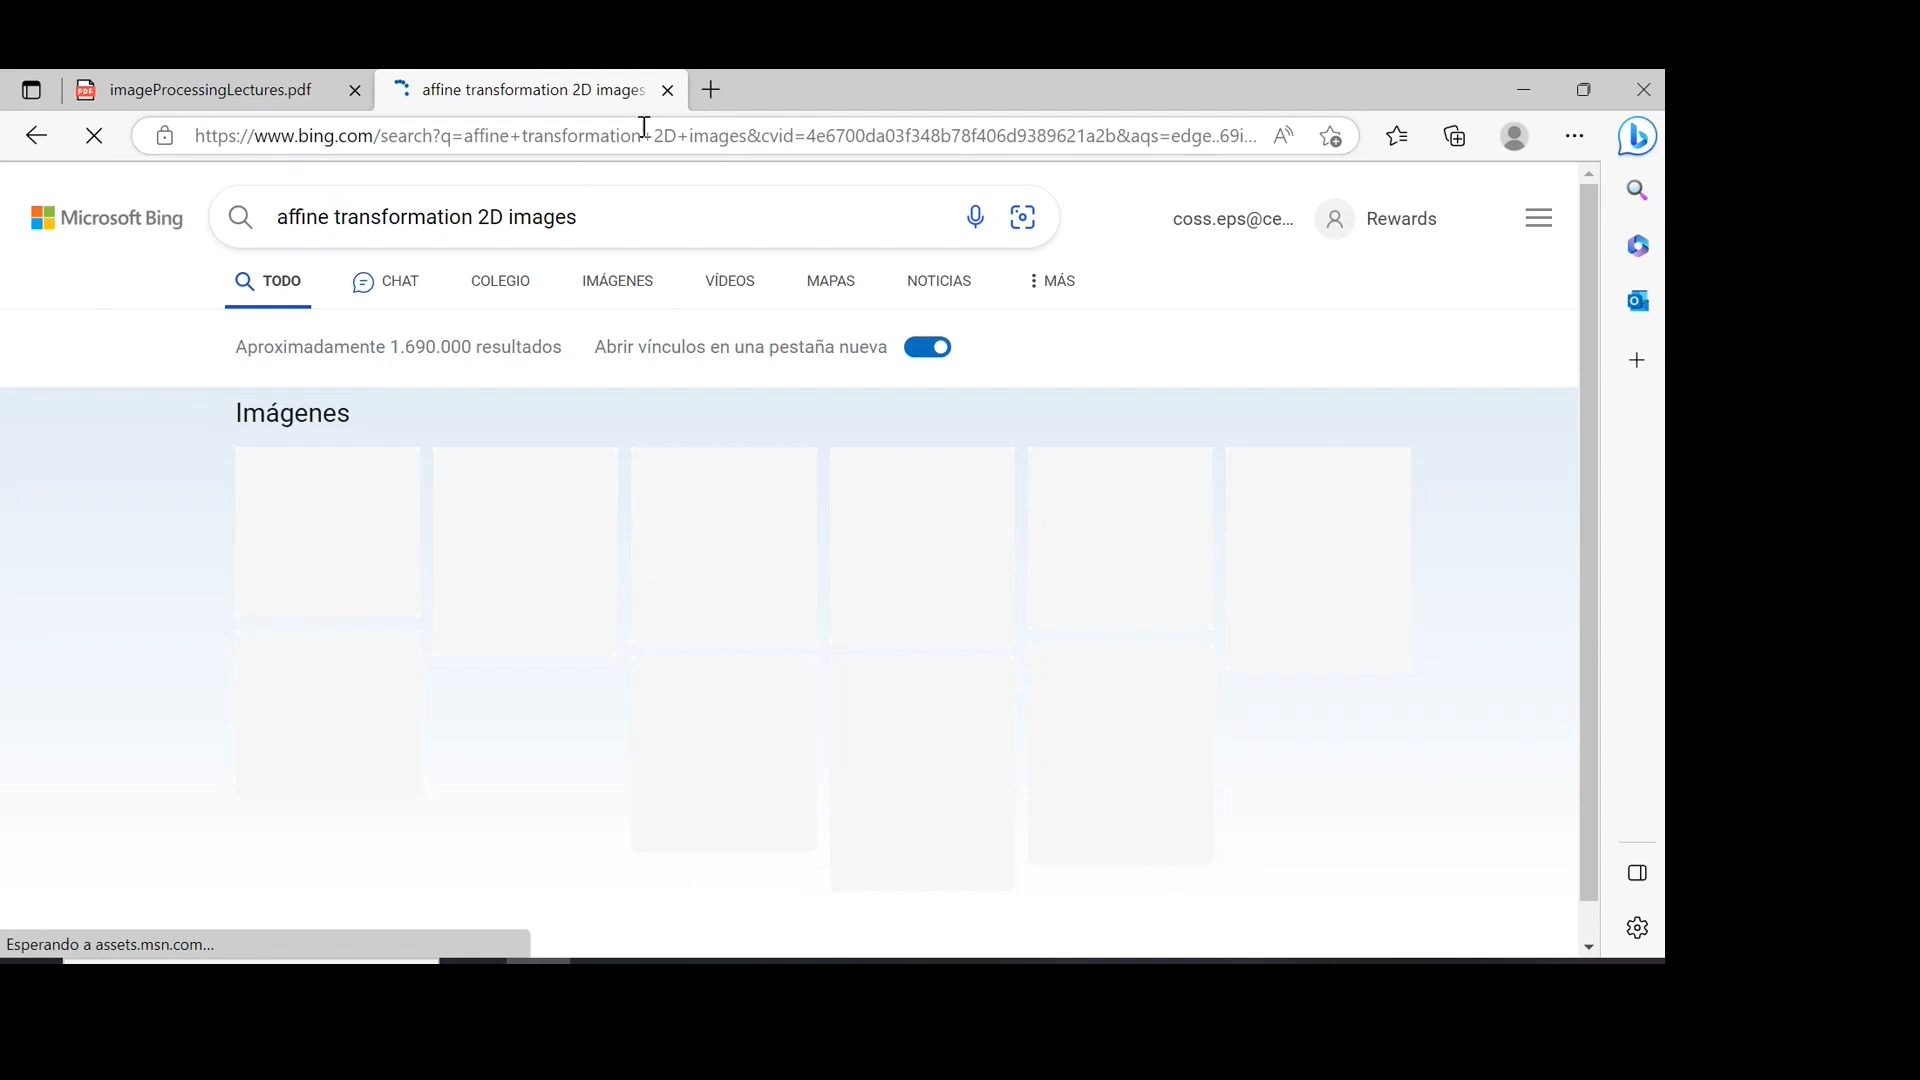 imageProcessingLectures.pdf
affine transformation 2D images
https://www.bing.com/search?q=affine+transformation+2D+images&cvid=4e6700da03f348b78f406d9389621a2b&aqs=edge..69i...
Microsoft Bing
affine transformation 2D images
coss.eps@ce...
Rewards
TODO
CHAT
COLEGIO
IMÁGENES
VÍDEOS
MAPAS
NOTICIAS
MÁS
Aproximadamente 1.690.000 resultados
Abrir vínculos en una pestaña nueva
Imágenes
Esperando a assets.msn.com...